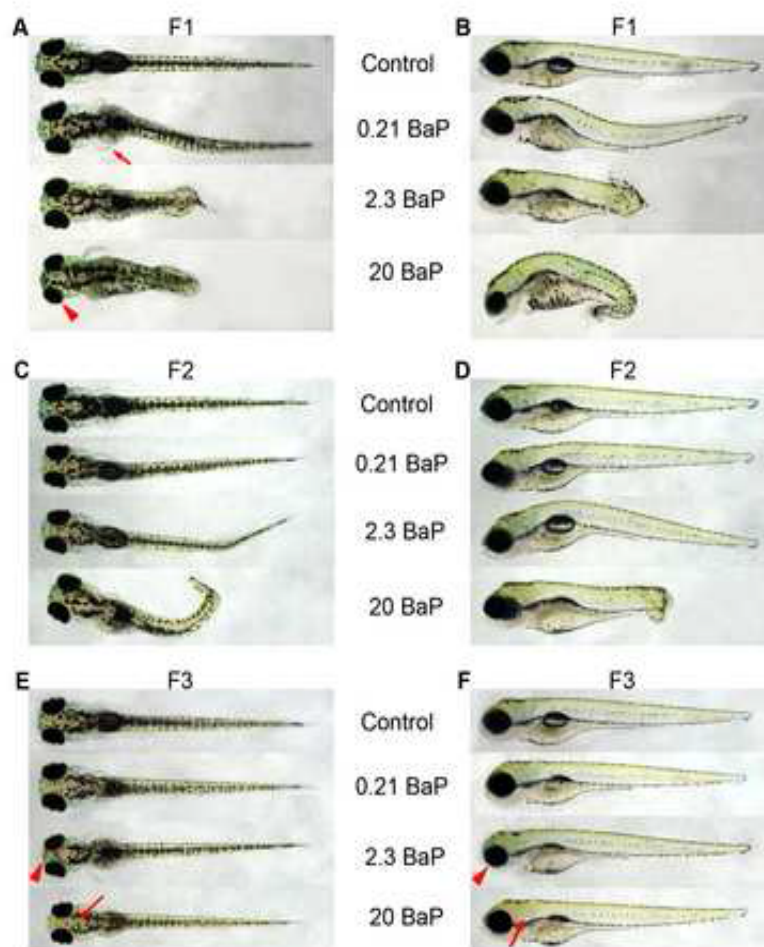 A F1 B F1
Control
0.21 BaP
2.3 BaP
20 BaP
C F2 D F2
Control
0.21 BaP
2.3 BaP
20 BaP
E F3 F F3
Control
0.21 BaP
2.3 BaP
20 BaP